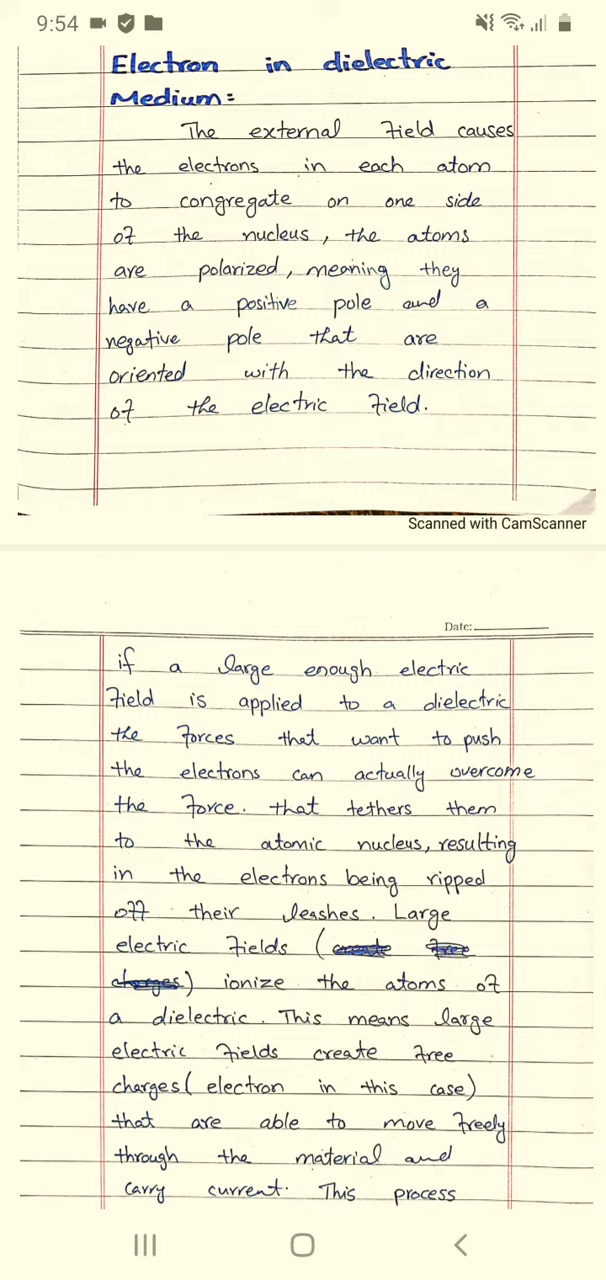 9:54
Electron in dielectric
Medium:
The external field causes
the electrons in each atom
to congregate on one side
of the nucleus, the atoms
are polarized, meaning they
have a positive pole and a
negative pole that are
oriented with the direction
of the electric field.
Scanned with CamScanner
Date:
if a large enough electric
field is applied to a dielectric
the forces that want to push
the electrons can actually overcome
the force. that tethers them
to the atomic nucleus, resulting
in the electrons being ripped
off their leashes. Large
electric fields (create free
charges) ionize the atoms of
a dielectric. This means large
electric fields create free
charges (electron in this case)
that are able to move freely
through the material and
carry current. This process